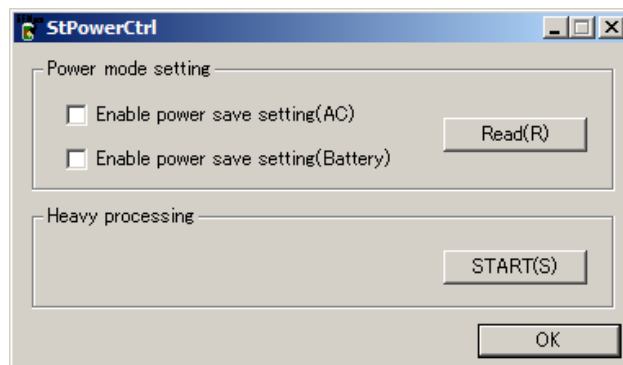 StPowerCtrl
Power mode setting
Enable power save setting(AC)
Read(R)
Enable power save setting(Battery)
Heavy processing
START(S)
OK